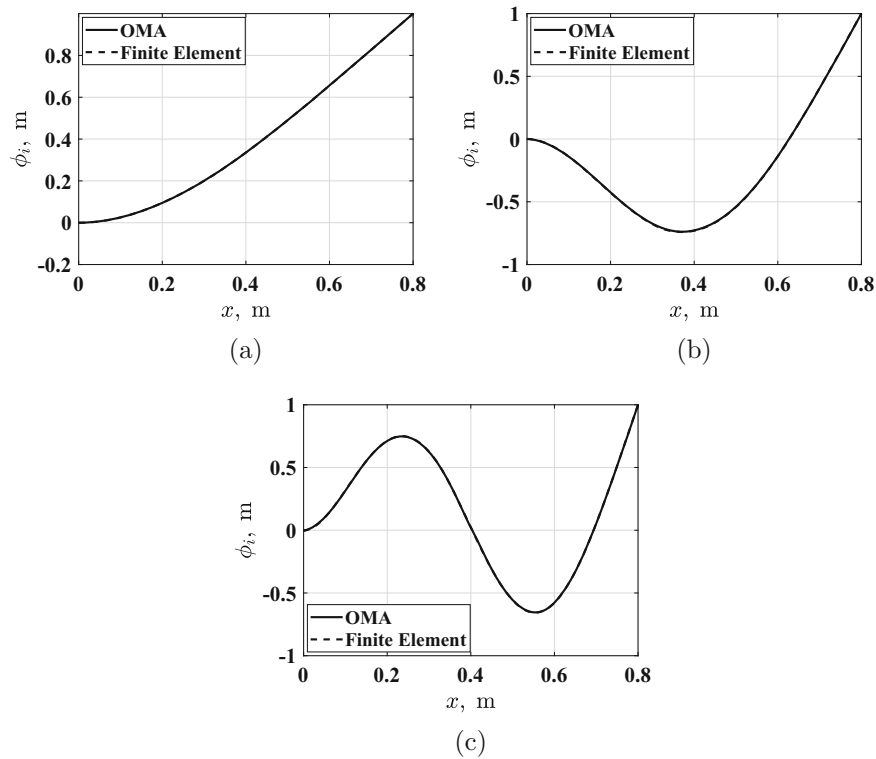 OMA
Finite Element
0.8
0.6
0.4
0.2
0
-0.2
ϕᵢ, m
0 0.2 0.4 0.6 0.8
x, m
(a)
OMA
Finite Element
1
0.5
0
-0.5
-1
ϕᵢ, m
0 0.2 0.4 0.6 0.8
x, m
(b)
1
0.5
0
-0.5
-1
ϕᵢ, m
OMA
Finite Element
0 0.2 0.4 0.6 0.8
x, m
(c)